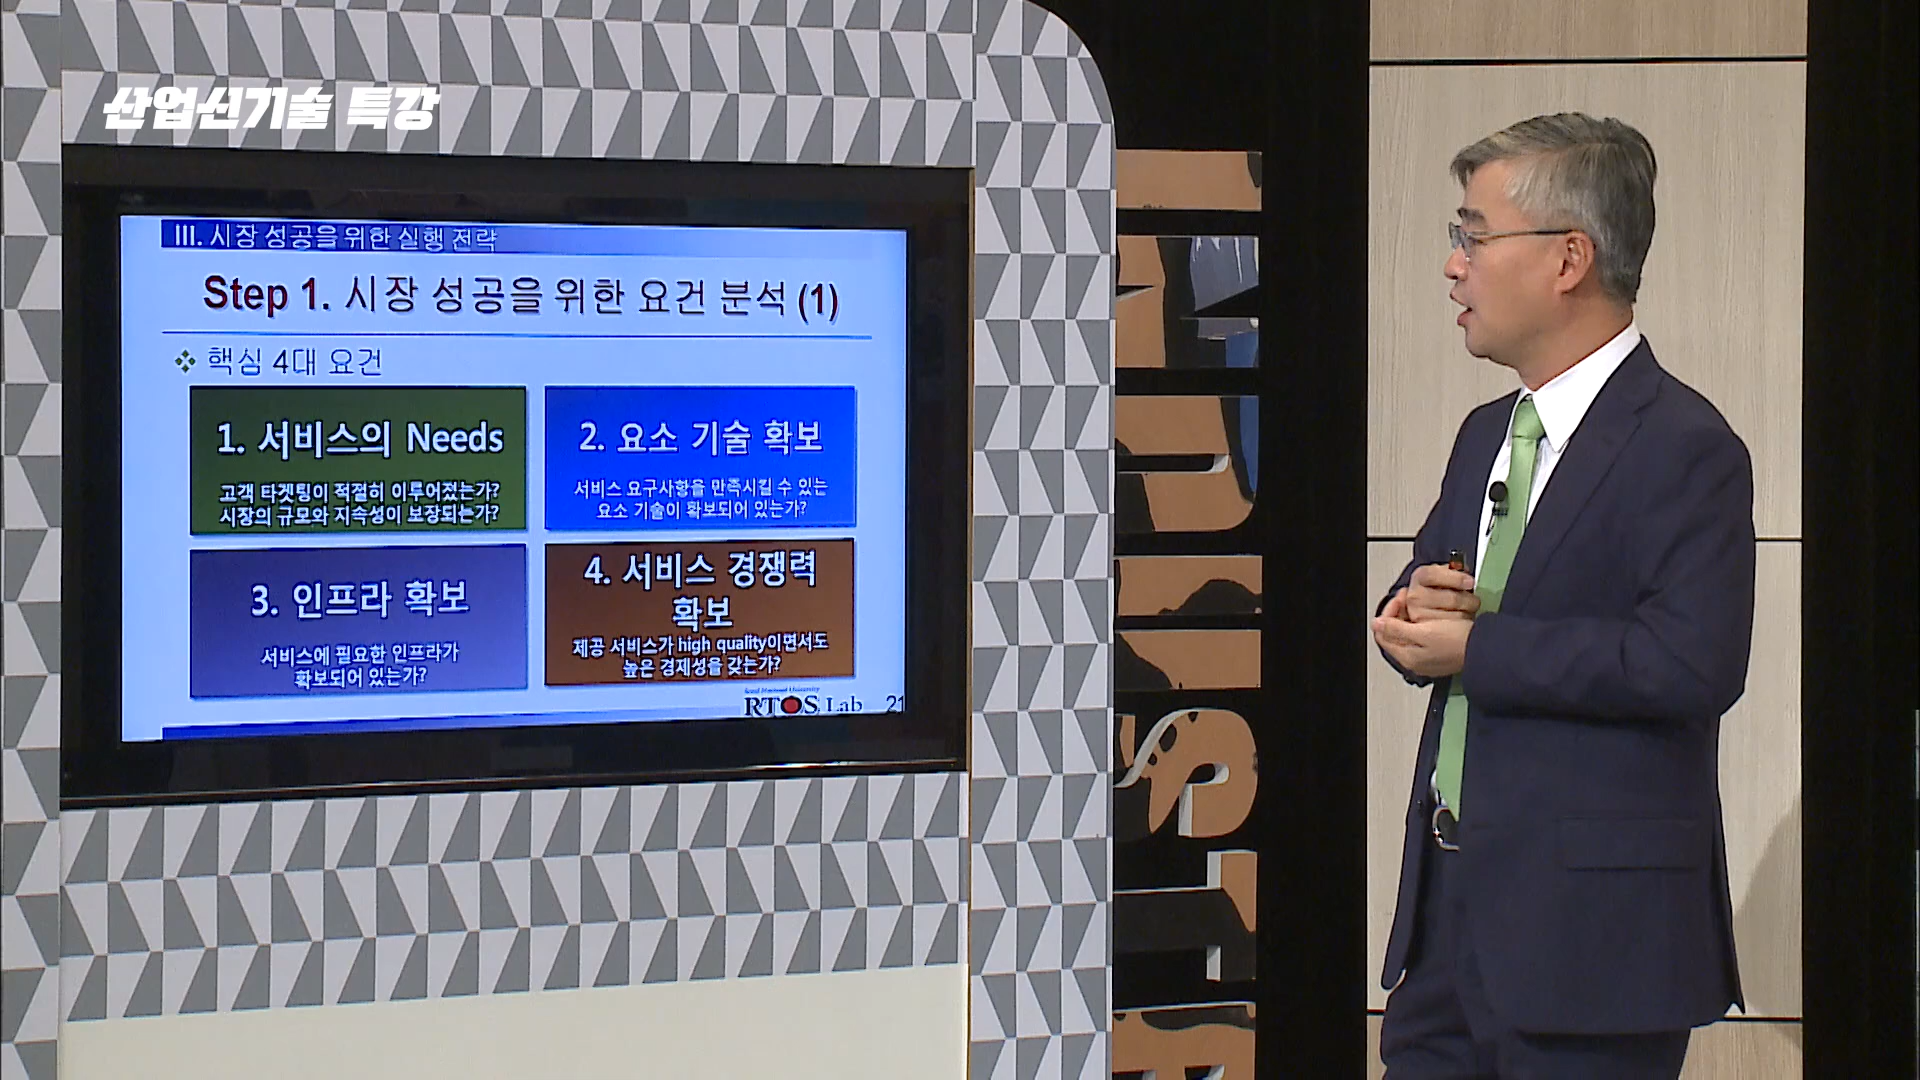 산업신기술 특강
III. 시장 성공을 위한 실행 전략
Step 1. 시장 성공을 위한 요건 분석 (1)
핵심 4대 요건
1. 서비스의 Needs
고객 타겟팅이 적절히 이루어졌는가?
시장의 규모와 지속성이 보장되는가?
2. 요소 기술 확보
서비스 요구사항을 만족시킬 수 있는
요소 기술이 확보되어 있는가?
3. 인프라 확보
서비스에 필요한 인프라가
확보되어 있는가?
4. 서비스 경쟁력
확보
제공 서비스가 high quality이면서도
높은 경제성을 갖는가?
Seoul National University
RTOS Lab
21